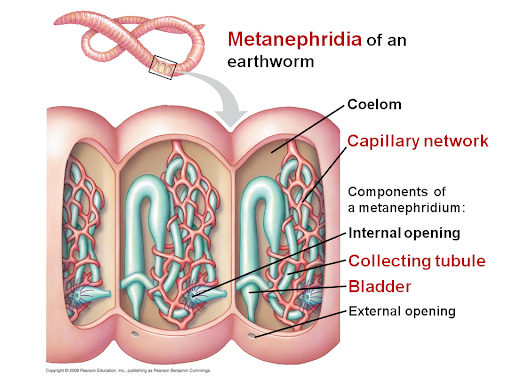 Metanephridia of an
earthworm
Coelom
Capillary network
Components of
a metanephridium:
Internal opening
Collecting tubule
Bladder
External opening
Copyright © 2008 Pearson Education, Inc., publishing as Pearson Benjamin Cummings.